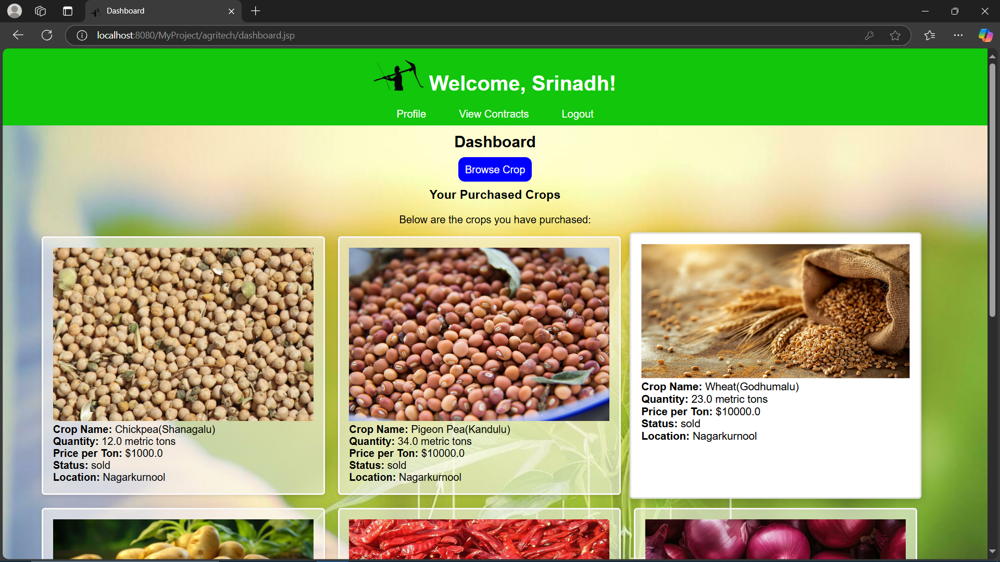 Dashboard
localhost:8080/MyProject/agritech/dashboard.jsp
Welcome, Srinadh!
Profile View Contracts Logout
Dashboard
Browse Crop
Your Purchased Crops
Below are the crops you have purchased:
Crop Name: Chickpea(Shanagalu)
Quantity: 12.0 metric tons
Price per Ton: $1000.0
Status: sold
Location: Nagarkurnool
Crop Name: Pigeon Pea(Kandulu)
Quantity: 34.0 metric tons
Price per Ton: $10000.0
Status: sold
Location: Nagarkurnool
Crop Name: Wheat(Godhumalu)
Quantity: 23.0 metric tons
Price per Ton: $10000.0
Status: sold
Location: Nagarkurnool